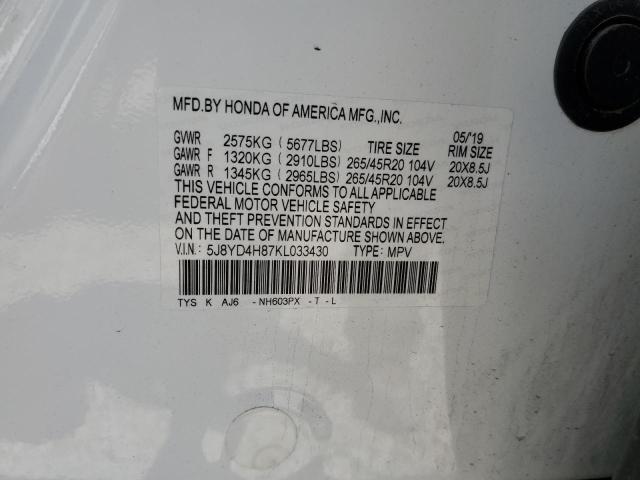 MFD.BY HONDA OF AMERICA MFG.,INC.
05/'19
GVWR 2575KG ( 5677LBS) TIRE SIZE RIM SIZE
GAWR F 1320KG ( 2910LBS) 265/45R20 104V 20X8.5J
GAWR R 1345KG ( 2965LBS) 265/45R20 104V 20X8.5J
THIS VEHICLE CONFORMS TO ALL APPLICABLE
FEDERAL MOTOR VEHICLE SAFETY
AND THEFT PREVENTION STANDARDS IN EFFECT
ON THE DATE OF MANUFACTURE SHOWN ABOVE.
V.I.N.: 5J8YD4H87KL033430 TYPE: MPV
TYS K AJ6 -NH603PX -T -L